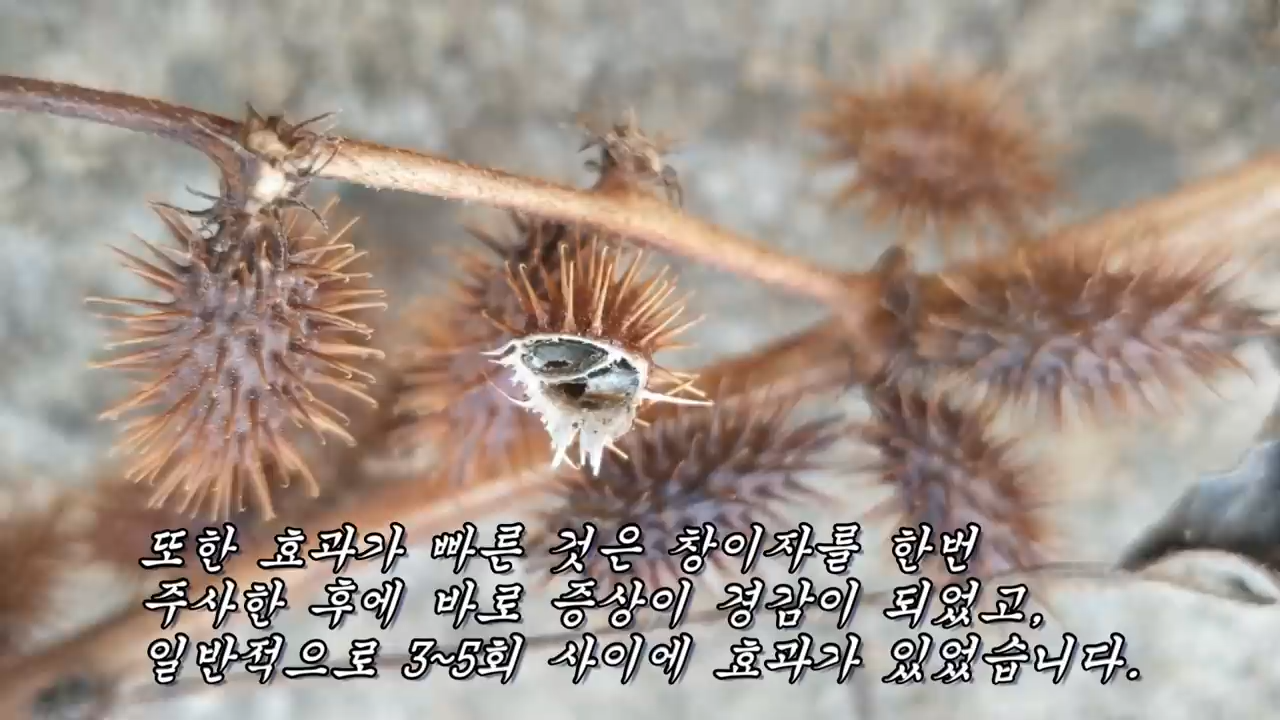 또한 효과가 빠른 것은 창이자를 한번
주사한 후에 바로 증상이 경감이 되었고,
일반적으로 3~5회 사이에 효과가 있었습니다.